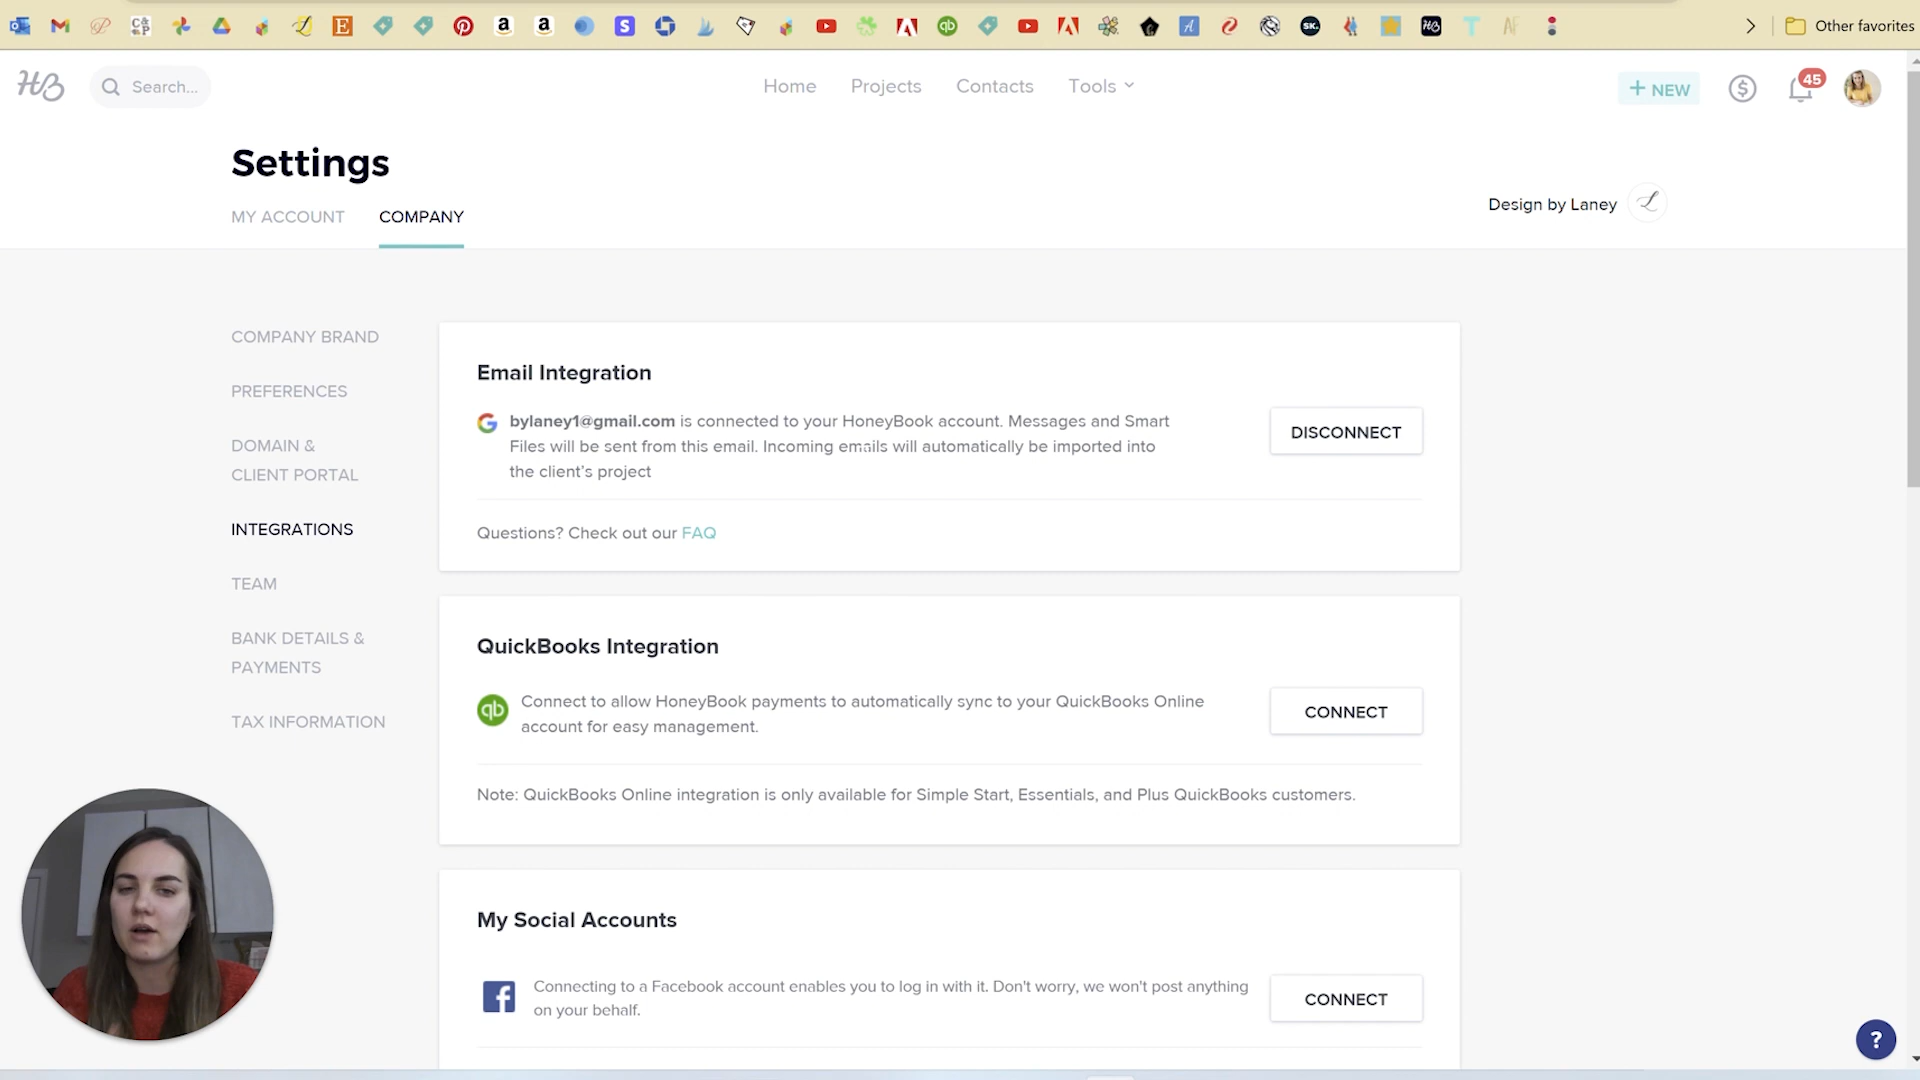 Other favorites
HB
Search...
Home
Projects
Contacts
Tools
+ NEW
45
Settings
MY ACCOUNT
COMPANY
Design by Laney
COMPANY BRAND
PREFERENCES
DOMAIN &
CLIENT PORTAL
INTEGRATIONS
TEAM
BANK DETAILS &
PAYMENTS
TAX INFORMATION
Email Integration
bylaney1@gmail.com is connected to your HoneyBook account. Messages and Smart
Files will be sent from this email. Incoming emails will automatically be imported into
the client's project
DISCONNECT
Questions? Check out our FAQ
QuickBooks Integration
qb
Connect to allow HoneyBook payments to automatically sync to your QuickBooks Online
account for easy management.
CONNECT
Note: QuickBooks Online integration is only available for Simple Start, Essentials, and Plus QuickBooks customers.
My Social Accounts
Connecting to a Facebook account enables you to log in with it. Don't worry, we won't post anything
on your behalf.
CONNECT
?